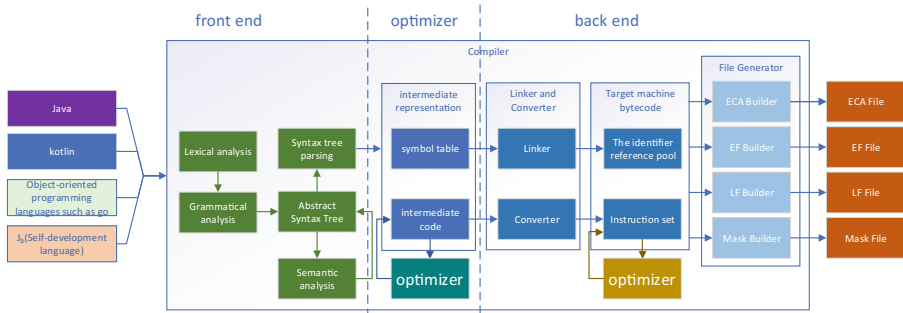 front end
optimizer
back end
Compiler
Java
kotlin
Object-oriented
programming
languages such as go
J_b(Self-development
language)
Lexical analysis
Grammatical
analysis
Syntax tree
parsing
Abstract
Syntax Tree
Semantic
analysis
intermediate
representation
symbol table
intermediate
code
optimizer
Linker and
Converter
Linker
Converter
Target machine
bytecode
The identifier
reference pool
Instruction set
optimizer
File Generator
ECA Builder
EF Builder
LF Builder
Mask Builder
ECA File
EF File
LF File
Mask File